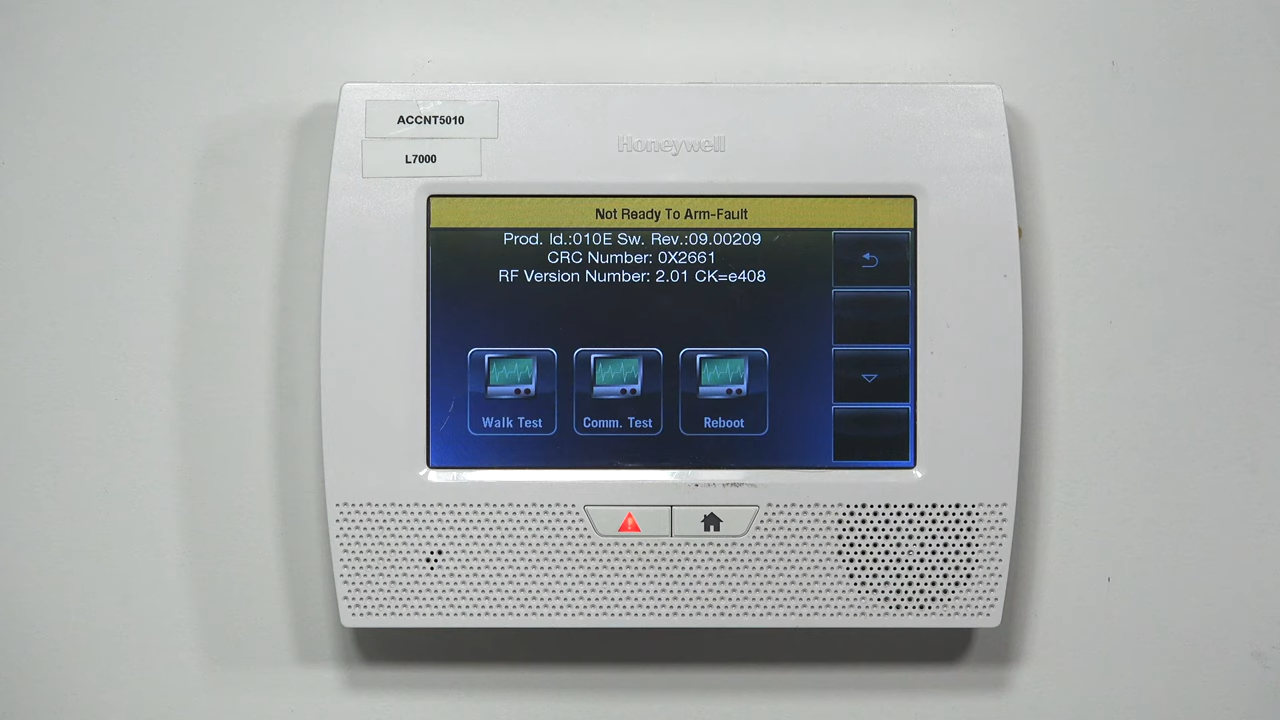 ACCNT5010
L7000
Honeywell
Not Ready To Arm-Fault
Prod. Id.:010E Sw. Rev.:09.00209
CRC Number: 0X2661
RF Version Number: 2.01 CK=e408
Walk Test
Comm. Test
Reboot